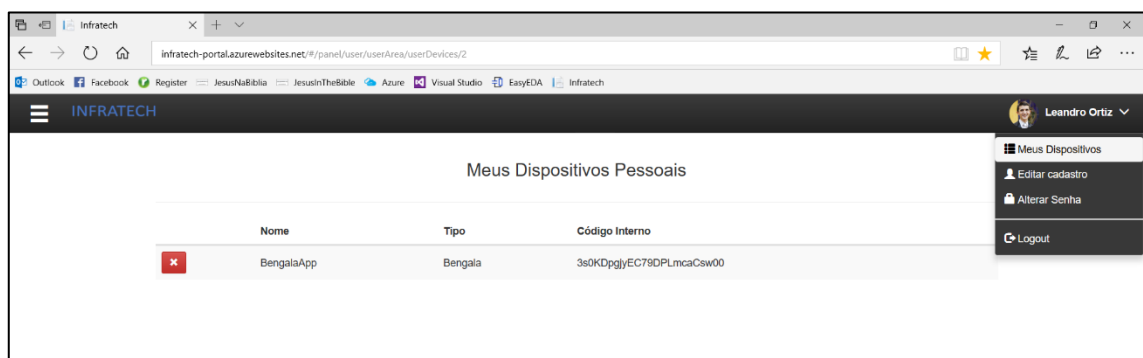 Infratech
infratech-portal.azurewebsites.net/#/panel/user/userArea/userDevices/2
Outlook Facebook Register JesusNaBiblia JesusInTheBible Azure Visual Studio EasyEDA Infratech
INFRATECH Leandro Ortiz
Meus Dispositivos
Meus Dispositivos Pessoais
Editar cadastro
Alterar Senha
Nome Tipo Código Interno
Logout
BengalaApp Bengala 3s0KDpgjyEC79DPLmcaCsw00